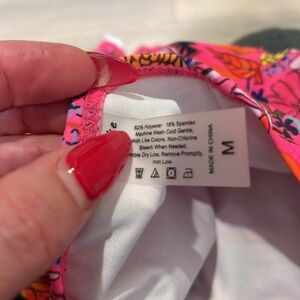 82% Polyester 18% Spandex
Machine Wash Cold Gentle,
With Like Colors, Non-Chlorine
Bleach When Needed,
Tumble Dry Low, Remove Promptly,
Iron Low.
MADE IN CHINA
M